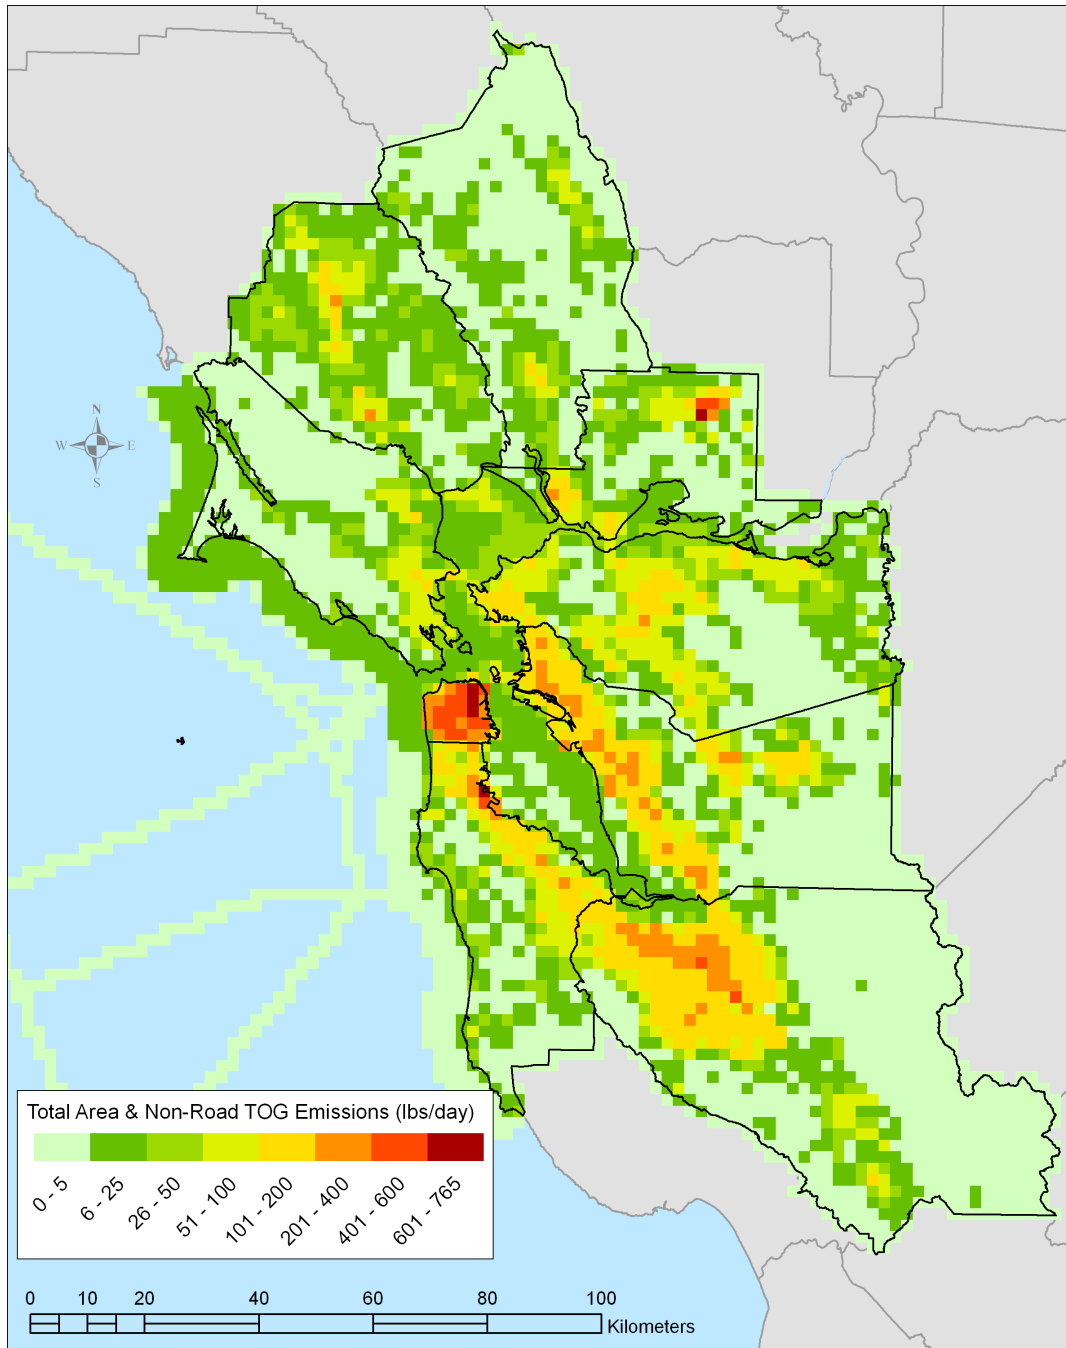 N
W E
S
Total Area & Non-Road TOG Emissions (lbs/day)
0 - 5
6 - 25
26 - 50
51 - 100
101 - 200
201 - 400
401 - 600
601 - 765
0 10 20 40 60 80 100
Kilometers